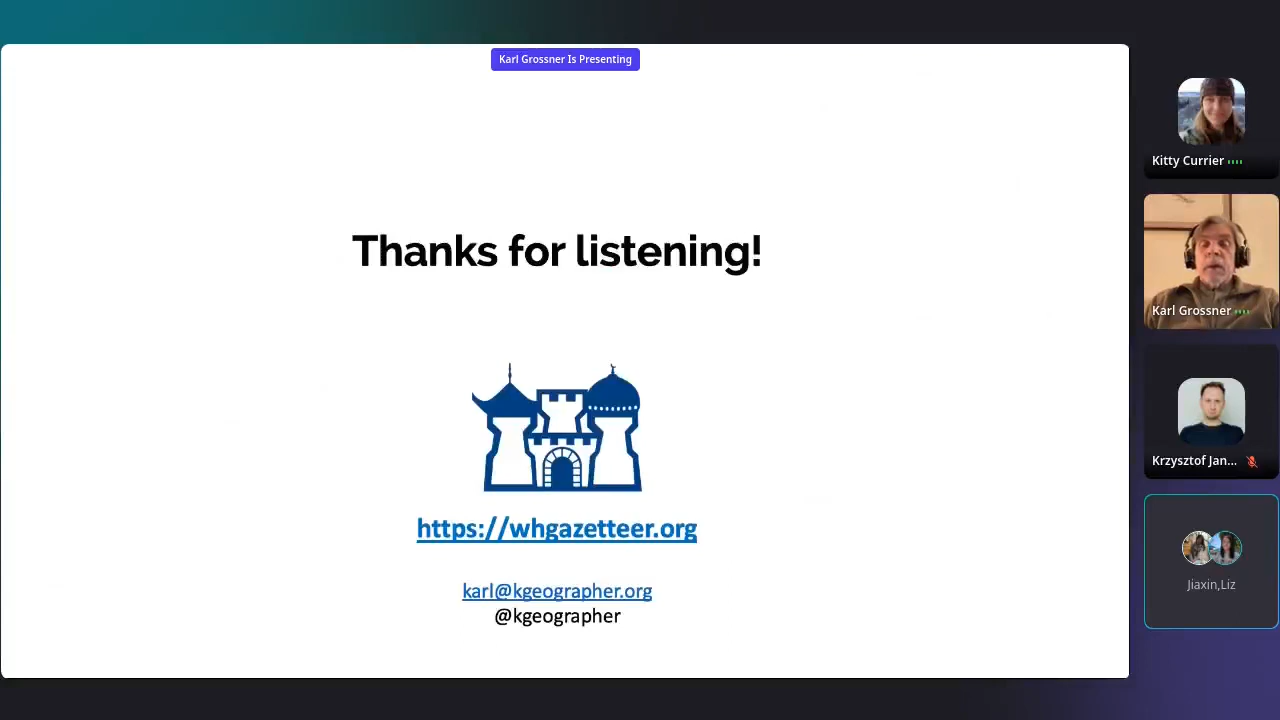 Karl Grossner Is Presenting
Thanks for listening!
https://whgazetteer.org
karl@kgeographer.org
@kgeographer
Kitty Currier
Karl Grossner
Krzysztof Jan...
Jiaxin,Liz